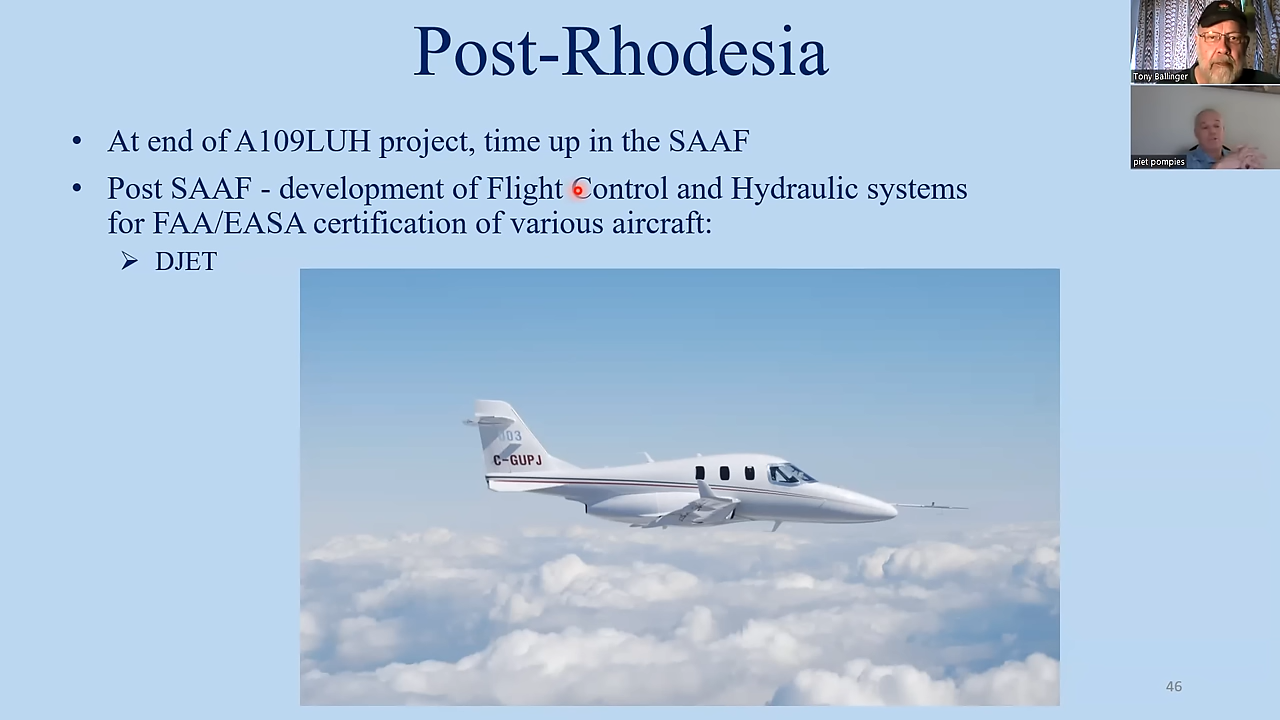 Post-Rhodesia
Tony Ballinger
piet pompies
• At end of A109LUH project, time up in the SAAF
• Post SAAF - development of Flight Control and Hydraulic systems
for FAA/EASA certification of various aircraft:
➢ DJET
003
C-GUPJ
46